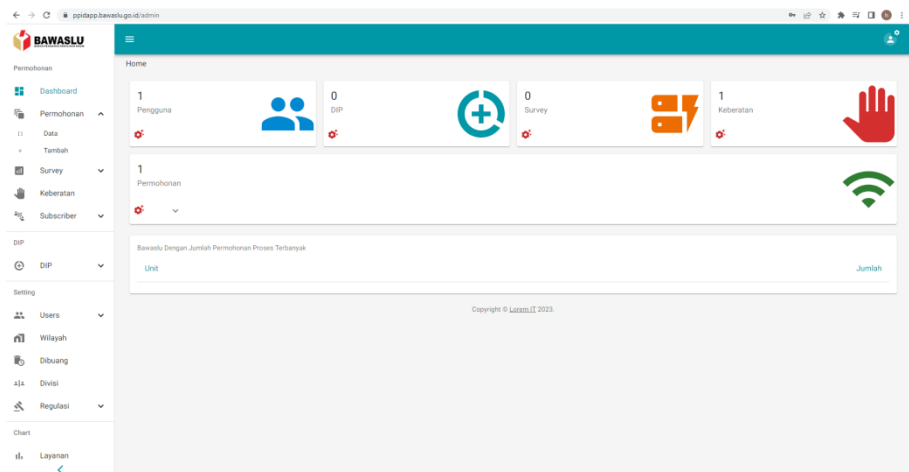 ppidapp.bawaslu.go.id/admin
BAWASLU
Permohonan
Dashboard
Permohonan
Data
Tambah
Survey
Keberatan
Subscriber
DIP
DIP
Setting
Users
Wilayah
Dibuang
Divisi
Regulasi
Chart
Layanan
Home
1
Pengguna
0
DIP
0
Survey
1
Keberatan
1
Permohonan
Bawaslu Dengan Jumlah Permohonan Proses Terbanyak
Unit Jumlah
Copyright © Lorem IT 2023.